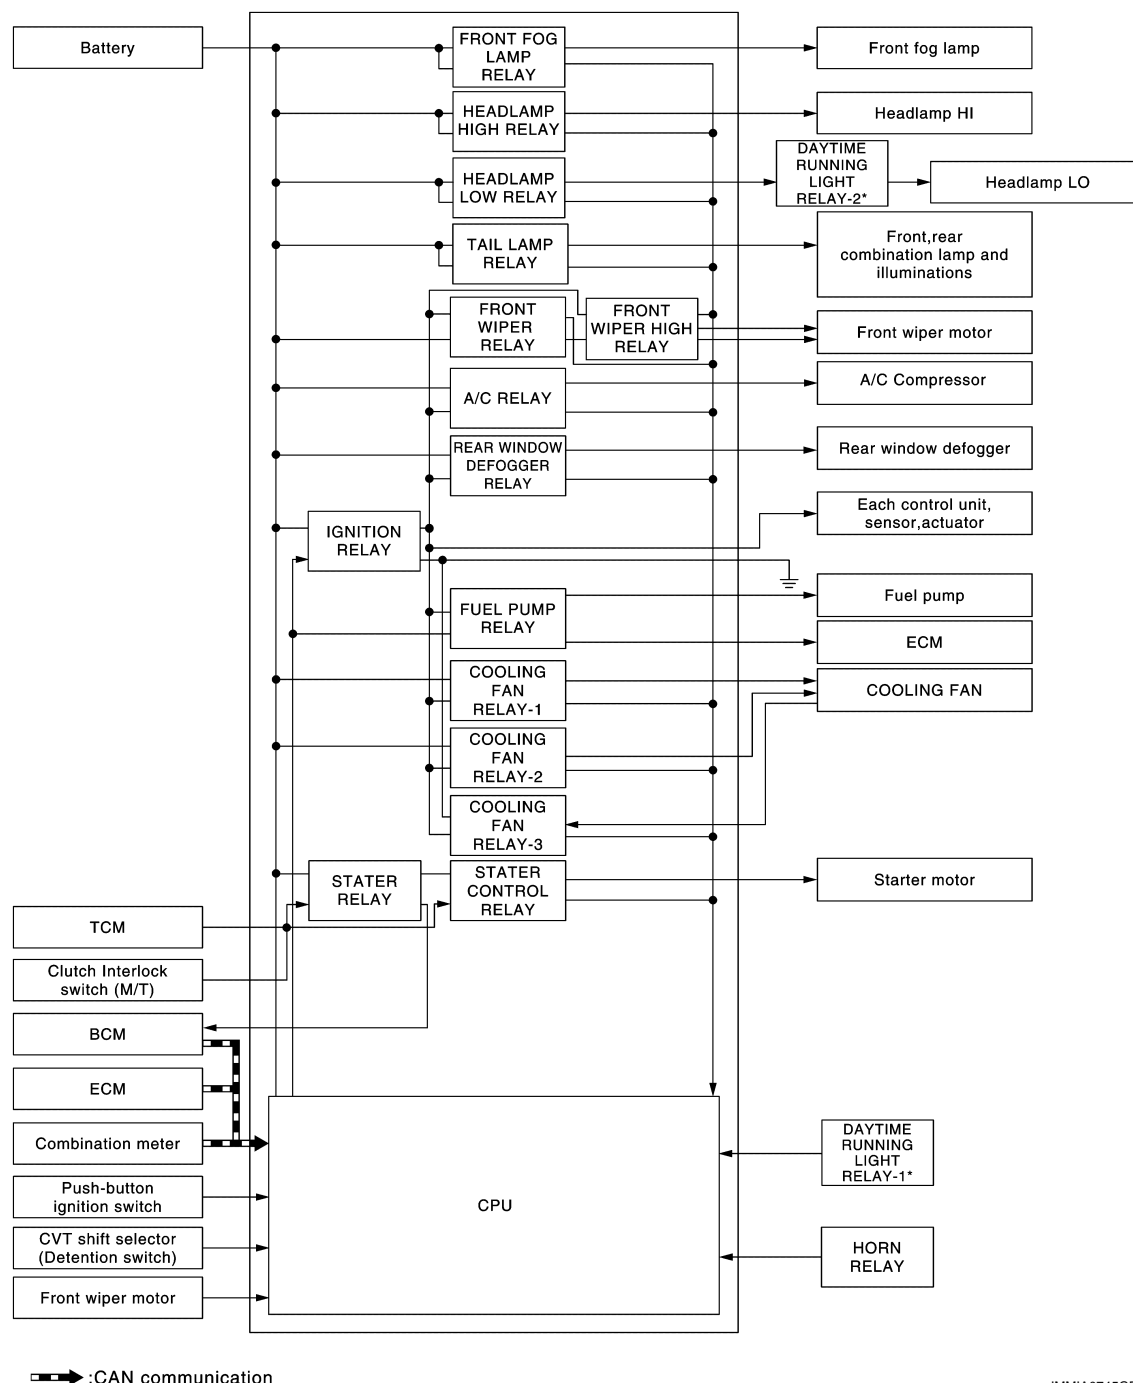 Battery
FRONT FOG
LAMP
RELAY
Front fog lamp
HEADLAMP
HIGH RELAY
Headlamp HI
HEADLAMP
LOW RELAY
DAYTIME
RUNNING
LIGHT
RELAY-2*
Headlamp LO
TAIL LAMP
RELAY
Front,rear
combination lamp and
illuminations
FRONT
WIPER
RELAY
FRONT
WIPER HIGH
RELAY
Front wiper motor
A/C RELAY
A/C Compressor
REAR WINDOW
DEFOGGER
RELAY
Rear window defogger
IGNITION
RELAY
Each control unit,
sensor,actuator
FUEL PUMP
RELAY
Fuel pump
ECM
COOLING
FAN
RELAY-1
COOLING FAN
COOLING
FAN
RELAY-2
COOLING
FAN
RELAY-3
STATER
RELAY
STATER
CONTROL
RELAY
Starter motor
TCM
Clutch Interlock
switch (M/T)
BCM
ECM
Combination meter
Push-button
ignition switch
CVT shift selector
(Detention switch)
Front wiper motor
CPU
DAYTIME
RUNNING
LIGHT
RELAY-1*
HORN
RELAY
:CAN communication